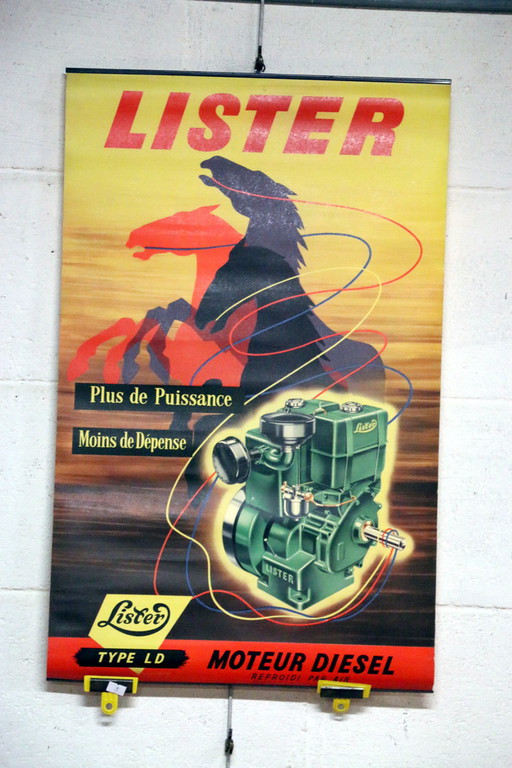 LISTER
Plus de Puissance
Moins de Dépense
Lister
LISTER
Lister
TYPE LD
MOTEUR DIESEL
REFROIDI PAR AIR